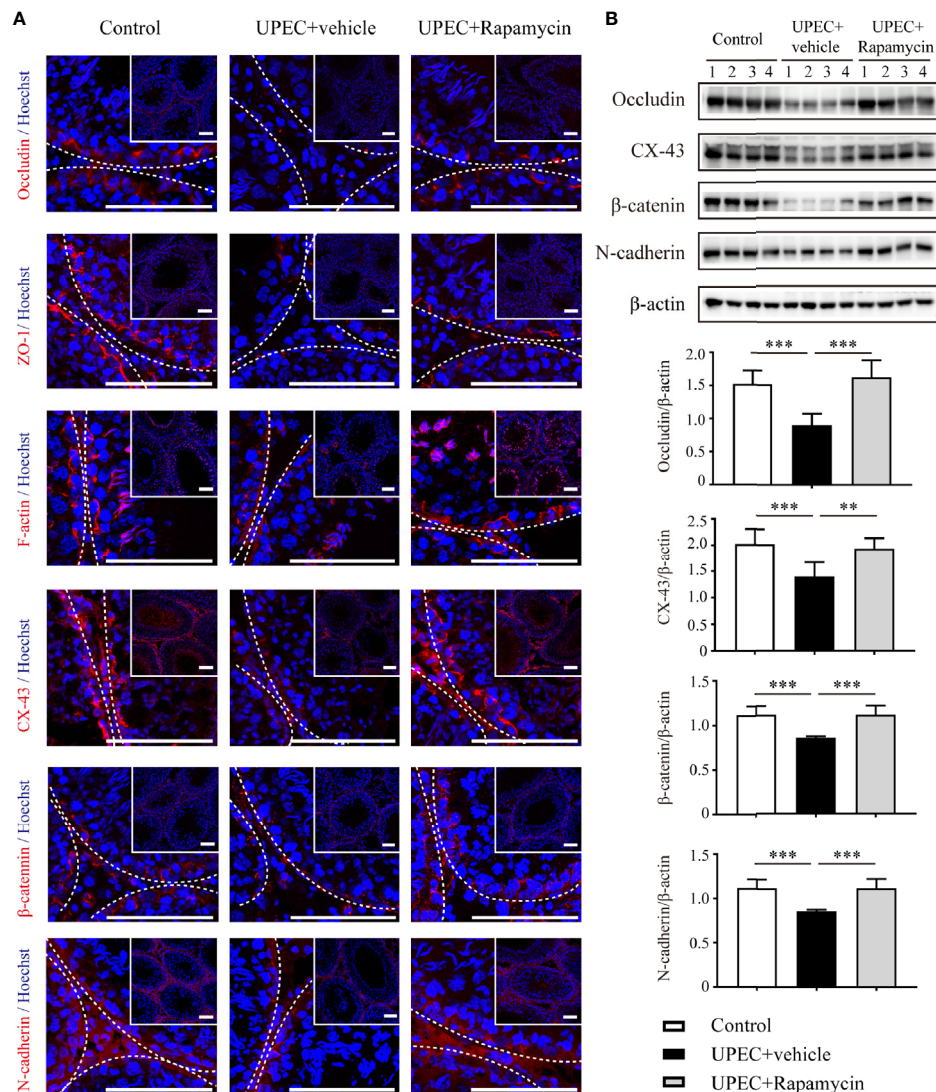 A
Control
UPEC+vehicle
UPEC+Rapamycin
Occludin / Hoechst
ZO-1/ Hoechst
F-actin / Hoechst
CX-43 / Hoechst
β-catennin / Hoechst
N-cadherin / Hoechst
B
Control
UPEC+
vehicle
UPEC+
Rapamycin
1 2 3 4 1 2 3 4 1 2 3 4
Occludin
CX-43
β-catenin
N-cadherin
β-actin
Occludin/β-actin
2.0
1.5
1.0
0.5
0
*** ***
CX-43/β-actin
2.5
2.0
1.5
1.0
0.5
0
*** **
β-catenin/β-actin
1.5
1.0
0.5
0
*** ***
N-cadherin/β-actin
1.5
1.0
0.5
0
*** ***
Control
UPEC+vehicle
UPEC+Rapamycin